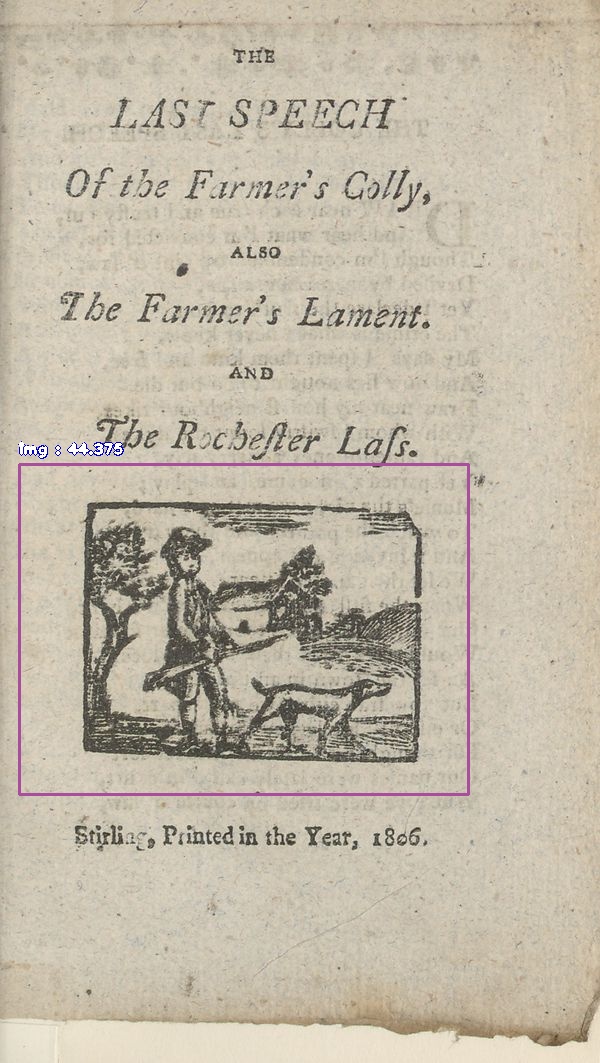 THE
LAST SPEECH
Of the Farmer's Colly,
ALSO
The Farmer's Lament.
AND
The Rocheſter Laſs.
img : 44.375
Stirling, Printed in the Year, 1806.